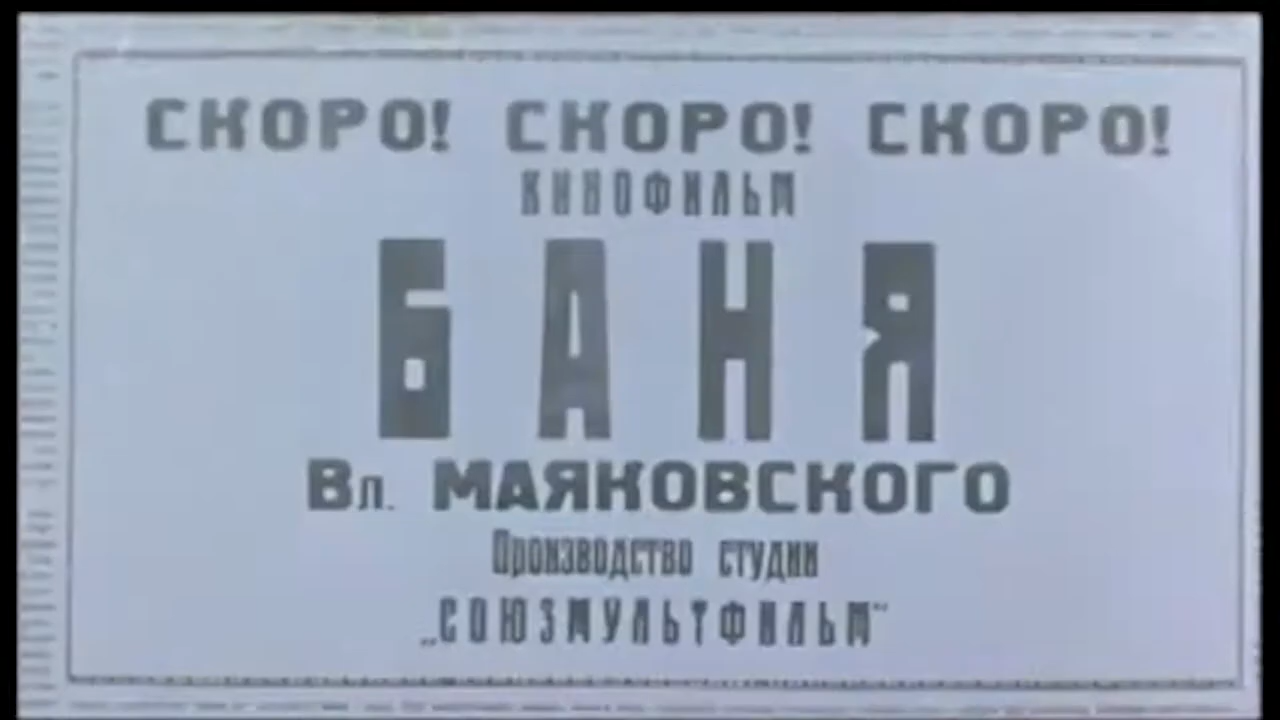 СКОРО! СКОРО! СКОРО!
КИНОФИЛЬМ
БАНЯ
Вл. МАЯКОВСКОГО
Производство студии
„СОЮЗМУЛЬТФИЛЬМ“